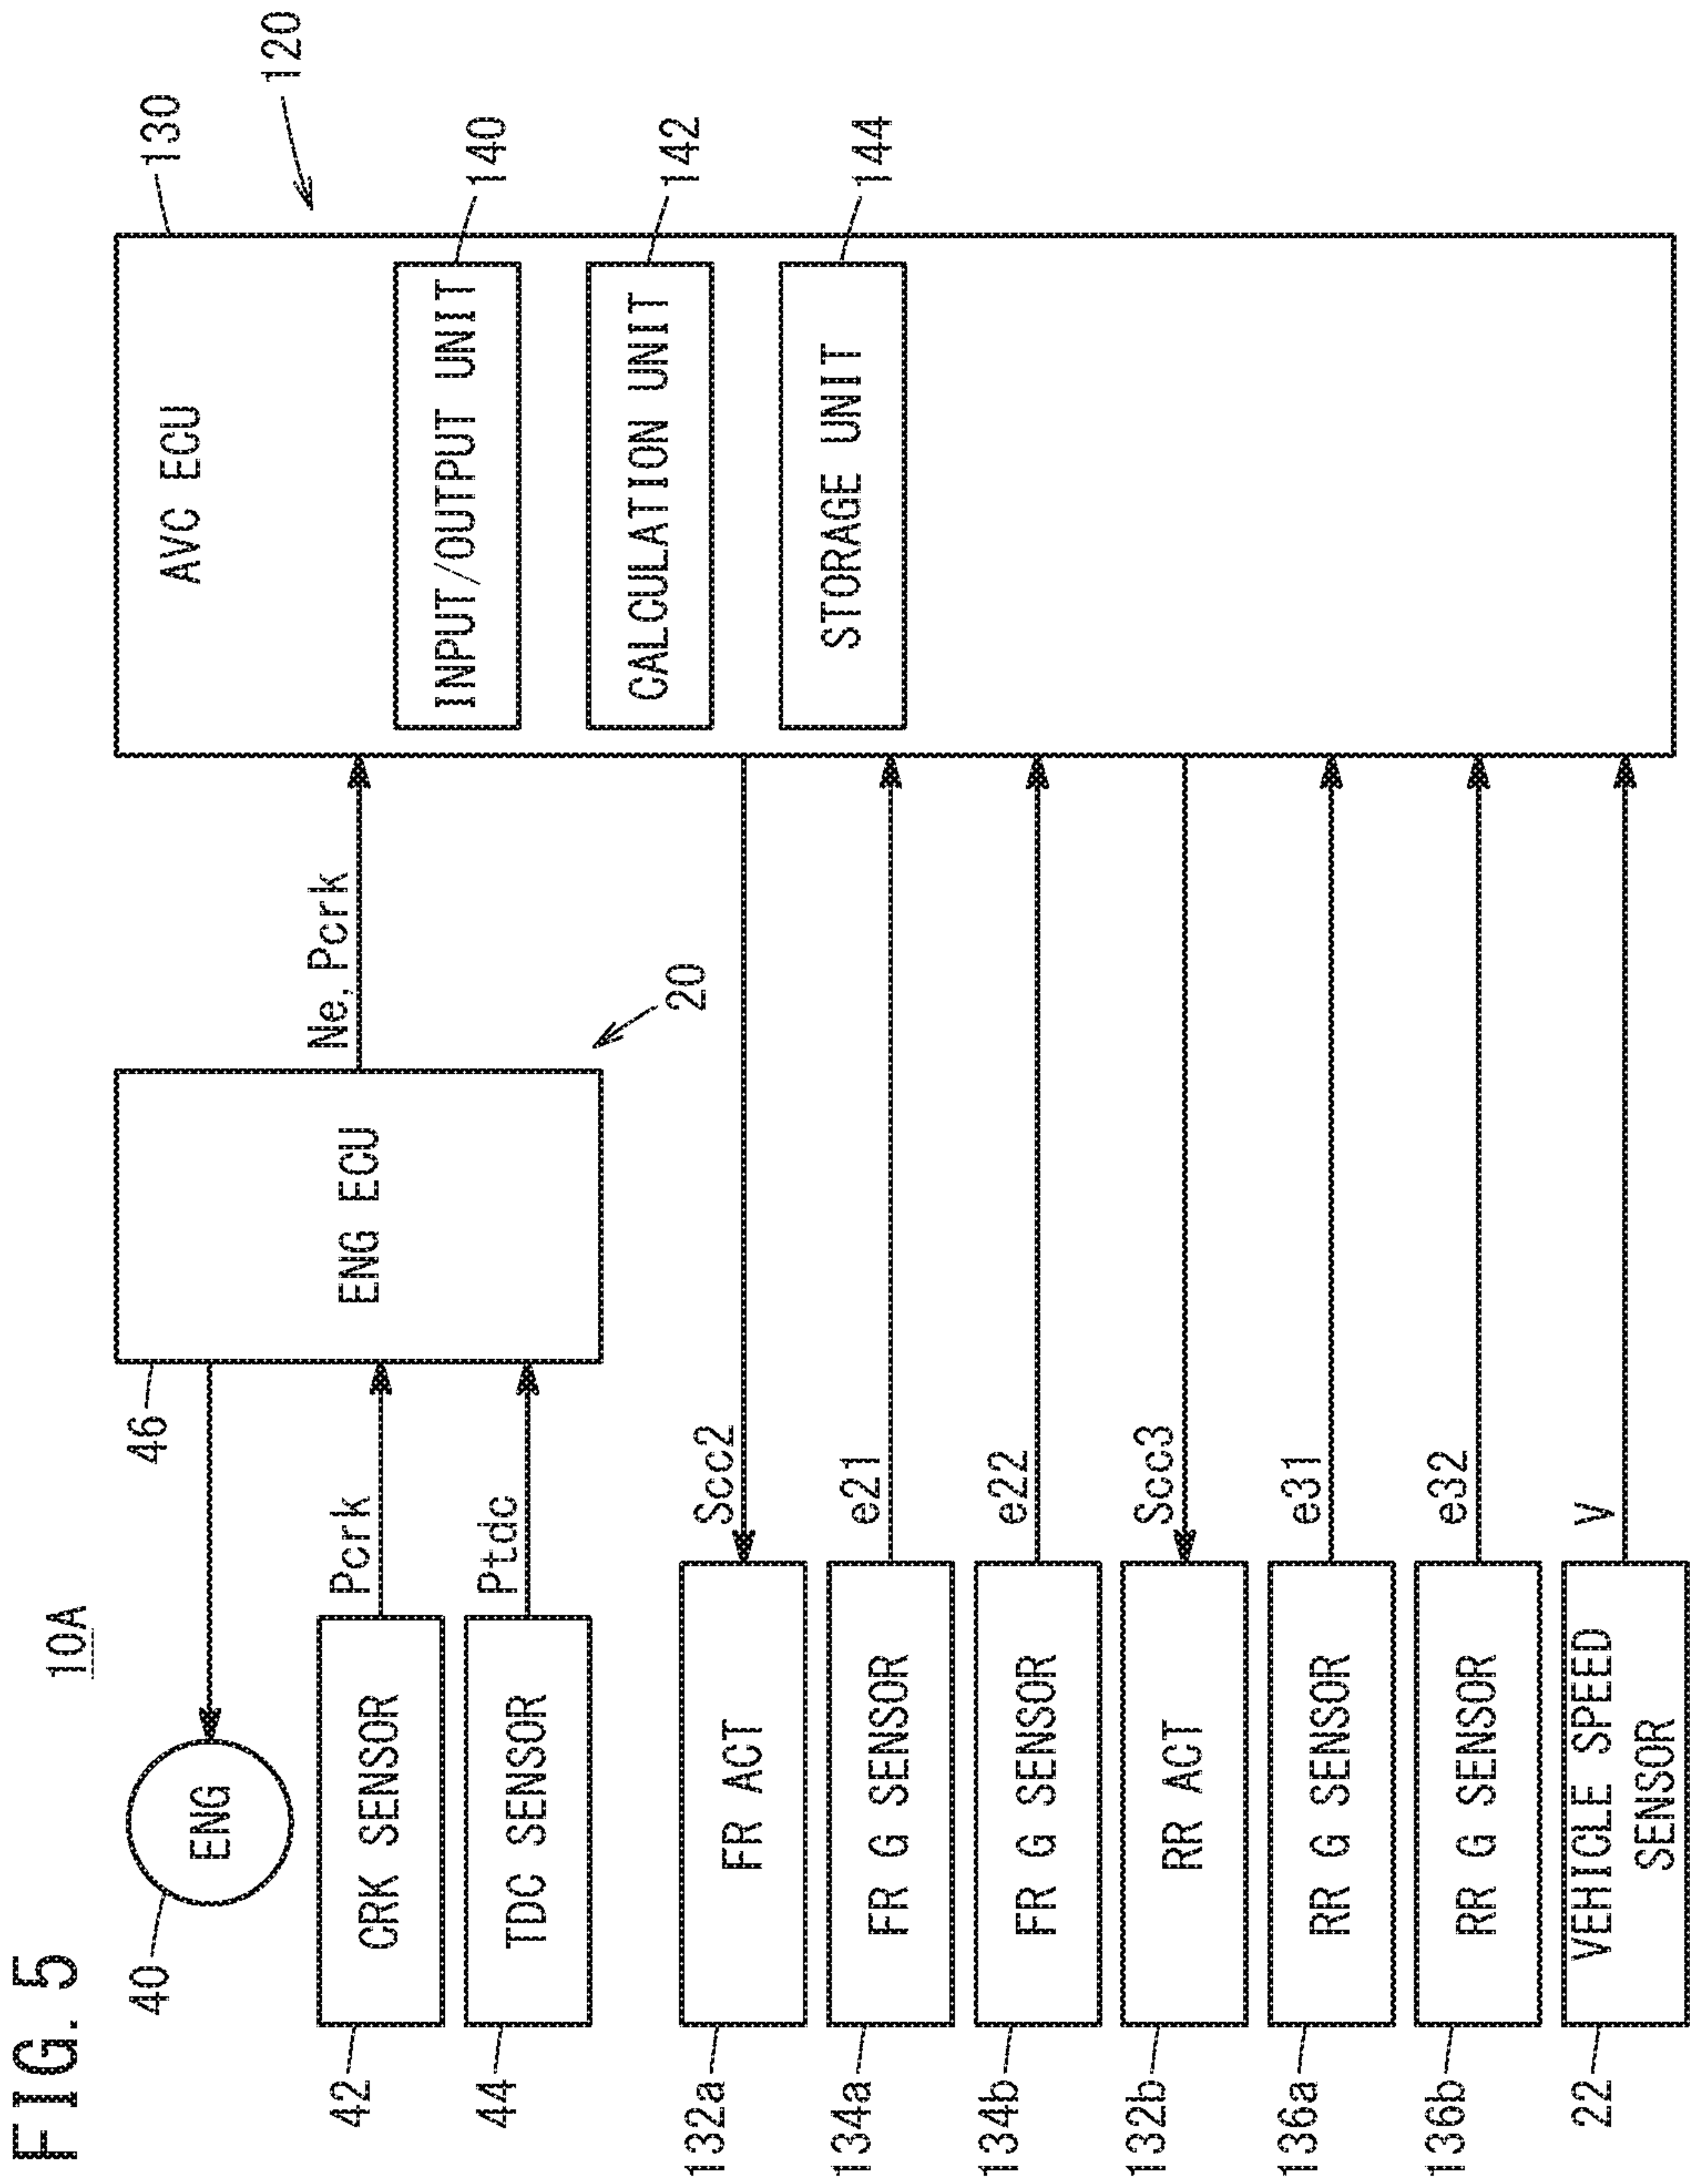 FIG. 5
10A
40
ENG
46
ENG ECU
20
Ne,Pcrk
130
120
AVC ECU
42
CRK SENSOR
Pcrk
44
TDC SENSOR
Ptdc
INPUT/OUTPUT UNIT
140
CALCULATION UNIT
142
STORAGE UNIT
144
132a
FR ACT
Scc2
134a
FR G SENSOR
e21
134b
FR G SENSOR
e22
132b
RR ACT
Scc3
136a
RR G SENSOR
e31
136b
RR G SENSOR
e32
22
VEHICLE SPEED
SENSOR
V